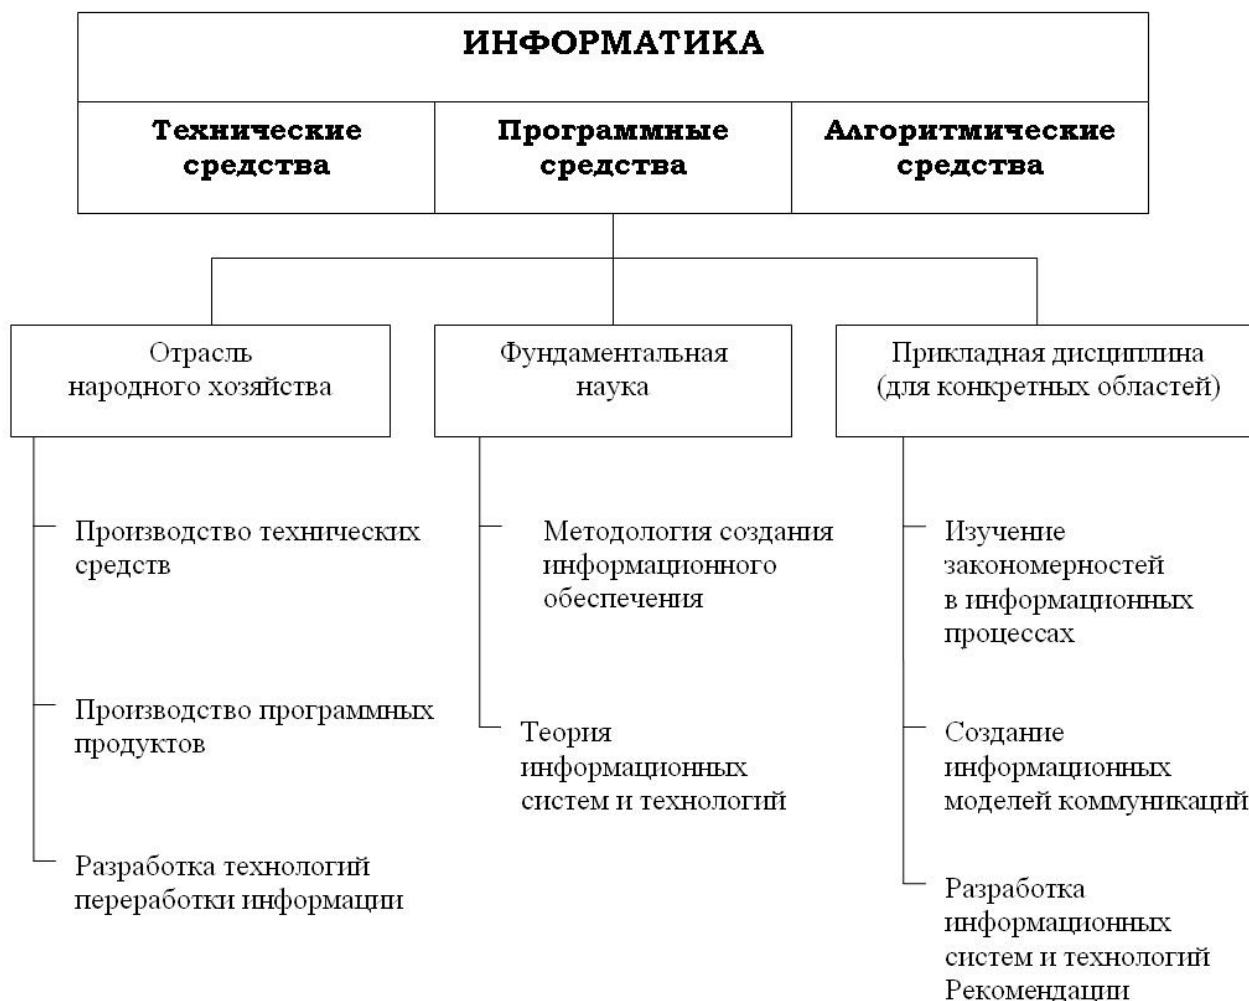 ИНФОРМАТИКА
Технические
средства
Программные
средства
Алгоритмические
средства
Отрасль
народного хозяйства
Фундаментальная
наука
Прикладная дисциплина
(для конкретных областей)
Производство технических
средств
Производство программных
продуктов
Разработка технологий
переработки информации
Методология создания
информационного
обеспечения
Теория
информационных
систем и технологий
Изучение
закономерностей
в информационных
процессах
Создание
информационных
моделей коммуникаций
Разработка
информационных
систем и технологий
Рекомендации